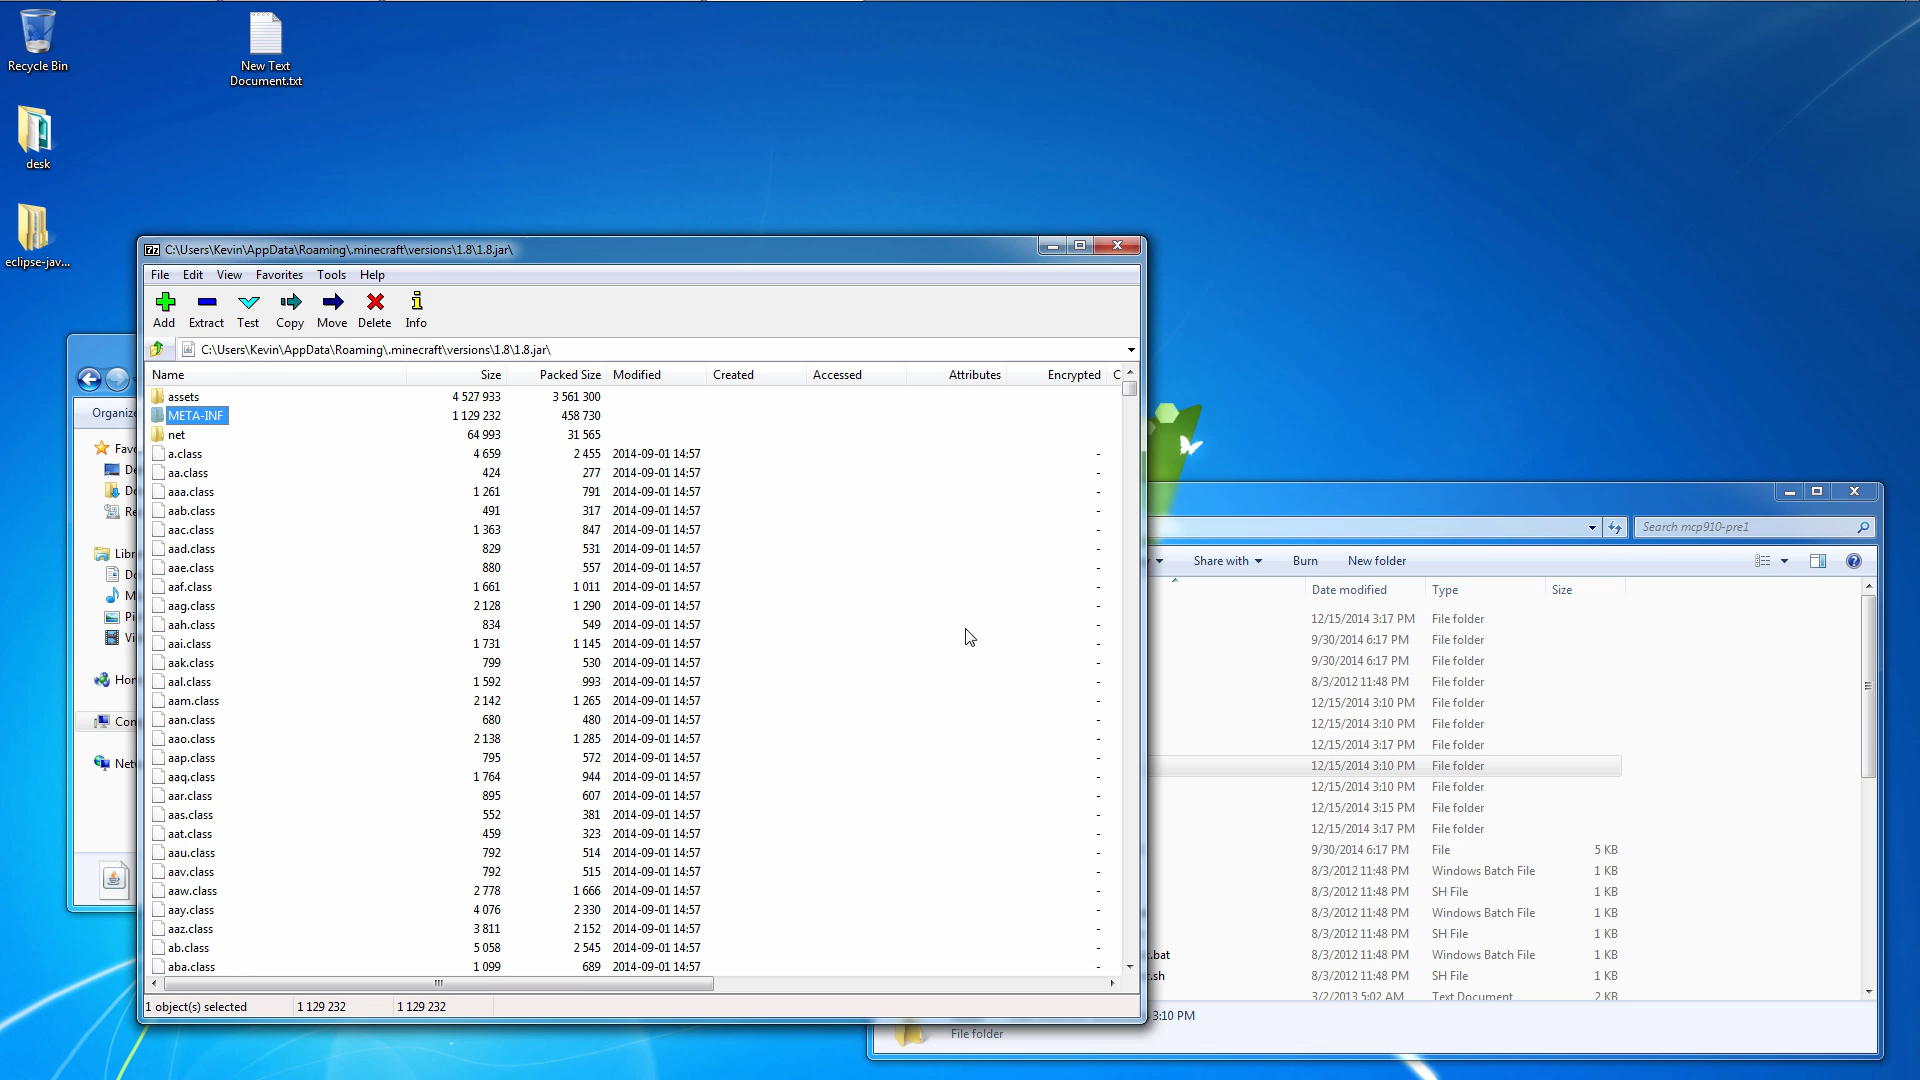 Recycle Bin
New Text
Document.txt
desk
eclipse-jav...
C:\Users\Kevin\AppData\Roaming\.minecraft\versions\1.8\1.8.jar\
File Edit View Favorites Tools Help
Add Extract Test Copy Move Delete Info
C:\Users\Kevin\AppData\Roaming\.minecraft\versions\1.8\1.8.jar\
Name Size Packed Size Modified Created Accessed Attributes Encrypted C
assets 4 527 933 3 561 300
META-INF 1 129 232 458 730
net 64 993 31 565
a.class 4 659 2 455 2014-09-01 14:57 -
aa.class 424 277 2014-09-01 14:57 -
aaa.class 1 261 791 2014-09-01 14:57 -
aab.class 491 317 2014-09-01 14:57 -
aac.class 1 363 847 2014-09-01 14:57 -
aad.class 829 531 2014-09-01 14:57 -
aae.class 880 557 2014-09-01 14:57 -
aaf.class 1 661 1 011 2014-09-01 14:57 -
aag.class 2 128 1 290 2014-09-01 14:57 -
aah.class 834 549 2014-09-01 14:57 -
aai.class 1 731 1 145 2014-09-01 14:57 -
aak.class 799 530 2014-09-01 14:57 -
aal.class 1 592 993 2014-09-01 14:57 -
aam.class 2 142 1 265 2014-09-01 14:57 -
aan.class 680 480 2014-09-01 14:57 -
aao.class 2 138 1 285 2014-09-01 14:57 -
aap.class 795 572 2014-09-01 14:57 -
aaq.class 1 764 944 2014-09-01 14:57 -
aar.class 895 607 2014-09-01 14:57 -
aas.class 552 381 2014-09-01 14:57 -
aat.class 459 323 2014-09-01 14:57 -
aau.class 792 514 2014-09-01 14:57 -
aav.class 792 515 2014-09-01 14:57 -
aaw.class 2 778 1 666 2014-09-01 14:57 -
aay.class 4 076 2 330 2014-09-01 14:57 -
aaz.class 3 811 2 152 2014-09-01 14:57 -
ab.class 5 058 2 545 2014-09-01 14:57 -
aba.class 1 099 689 2014-09-01 14:57 -
1 object(s) selected 1 129 232 1 129 232
Organize
Favo
De
Do
Re
Libr
Do
M
Pi
Vi
Hon
Con
Net
Search mcp910-pre1
Share with Burn New folder
Date modified Type Size
12/15/2014 3:17 PM File folder
9/30/2014 6:17 PM File folder
9/30/2014 6:17 PM File folder
8/3/2012 11:48 PM File folder
12/15/2014 3:10 PM File folder
12/15/2014 3:10 PM File folder
12/15/2014 3:17 PM File folder
12/15/2014 3:10 PM File folder
12/15/2014 3:10 PM File folder
12/15/2014 3:15 PM File folder
12/15/2014 3:17 PM File folder
9/30/2014 6:17 PM File 5 KB
8/3/2012 11:48 PM Windows Batch File 1 KB
8/3/2012 11:48 PM SH File 1 KB
8/3/2012 11:48 PM Windows Batch File 1 KB
8/3/2012 11:48 PM SH File 1 KB
.bat 8/3/2012 11:48 PM Windows Batch File 1 KB
.sh 8/3/2012 11:48 PM SH File 1 KB
3/2/2013 5:02 AM Text Document 2 KB
3:10 PM
File folder